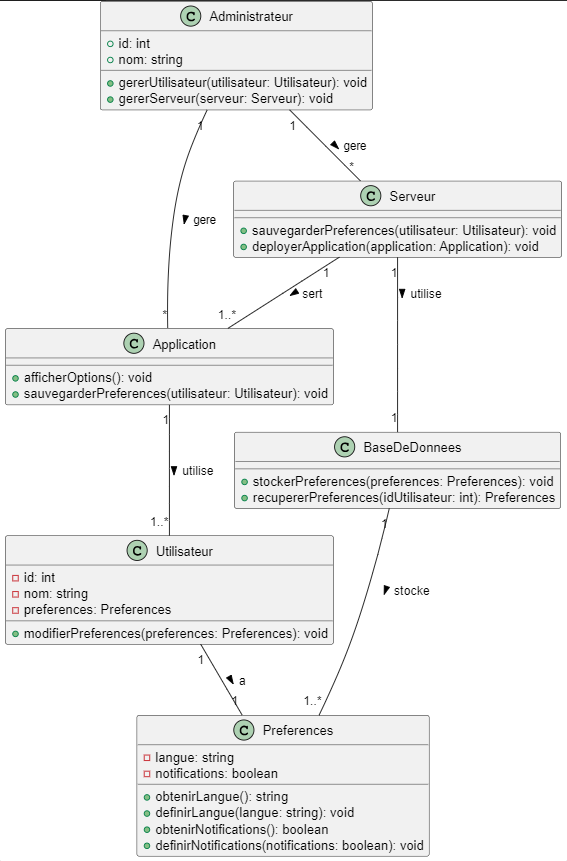 C Administrateur
id: int
nom: string
gererUtilisateur(utilisateur: Utilisateur): void
gererServeur(serveur: Serveur): void
1
1
gere
*
C Serveur
sauvegarderPreferences(utilisateur: Utilisateur): void
deployerApplication(application: Application): void
gere
1
1
sert
utilise
*
1..*
C Application
afficherOptions(): void
sauvegarderPreferences(utilisateur: Utilisateur): void
1
1
C BaseDeDonnees
stockerPreferences(preferences: Preferences): void
recupererPreferences(idUtilisateur: int): Preferences
utilise
1..*
1
C Utilisateur
id: int
nom: string
preferences: Preferences
modifierPreferences(preferences: Preferences): void
stocke
1
a
1
1..*
C Preferences
langue: string
notifications: boolean
obtenirLangue(): string
definirLangue(langue: string): void
obtenirNotifications(): boolean
definirNotifications(notifications: boolean): void